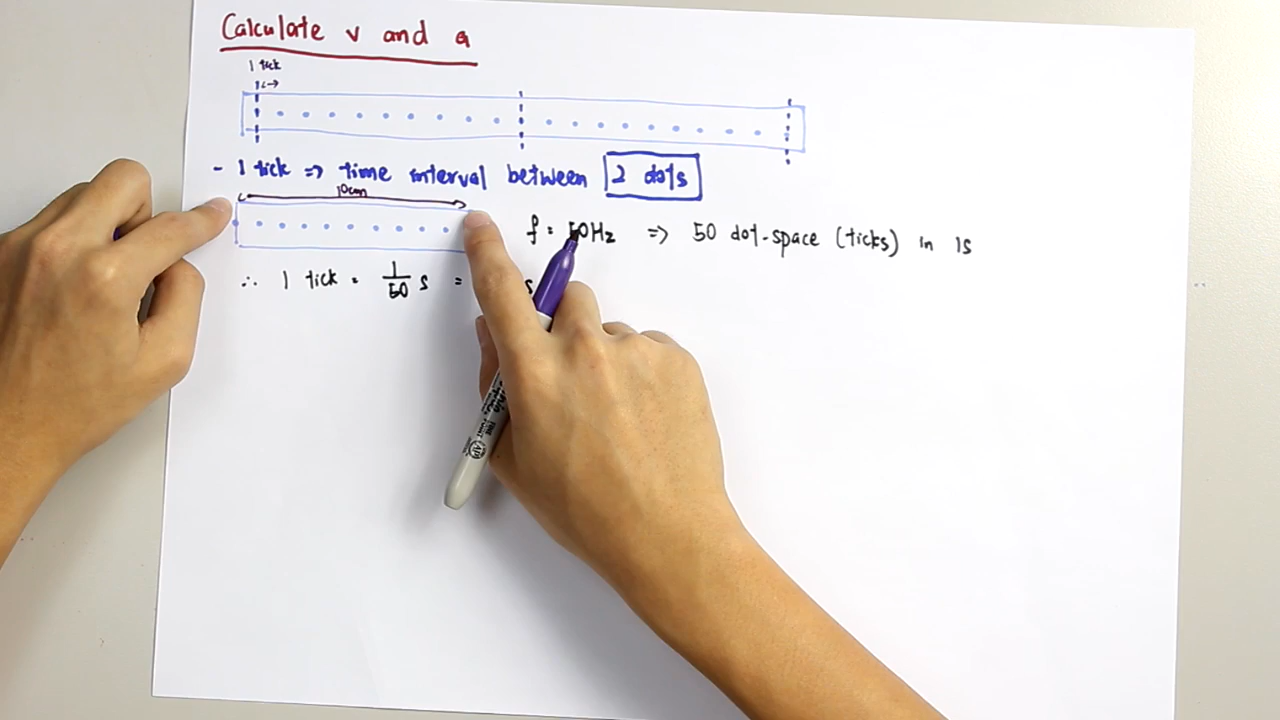 Calculate v and a
1 tick
- 1 tick => time interval between 2 dots
10cm
f = 50Hz => 50 dot-space (ticks) in 1s
∴ 1 tick = 1/50 s = s